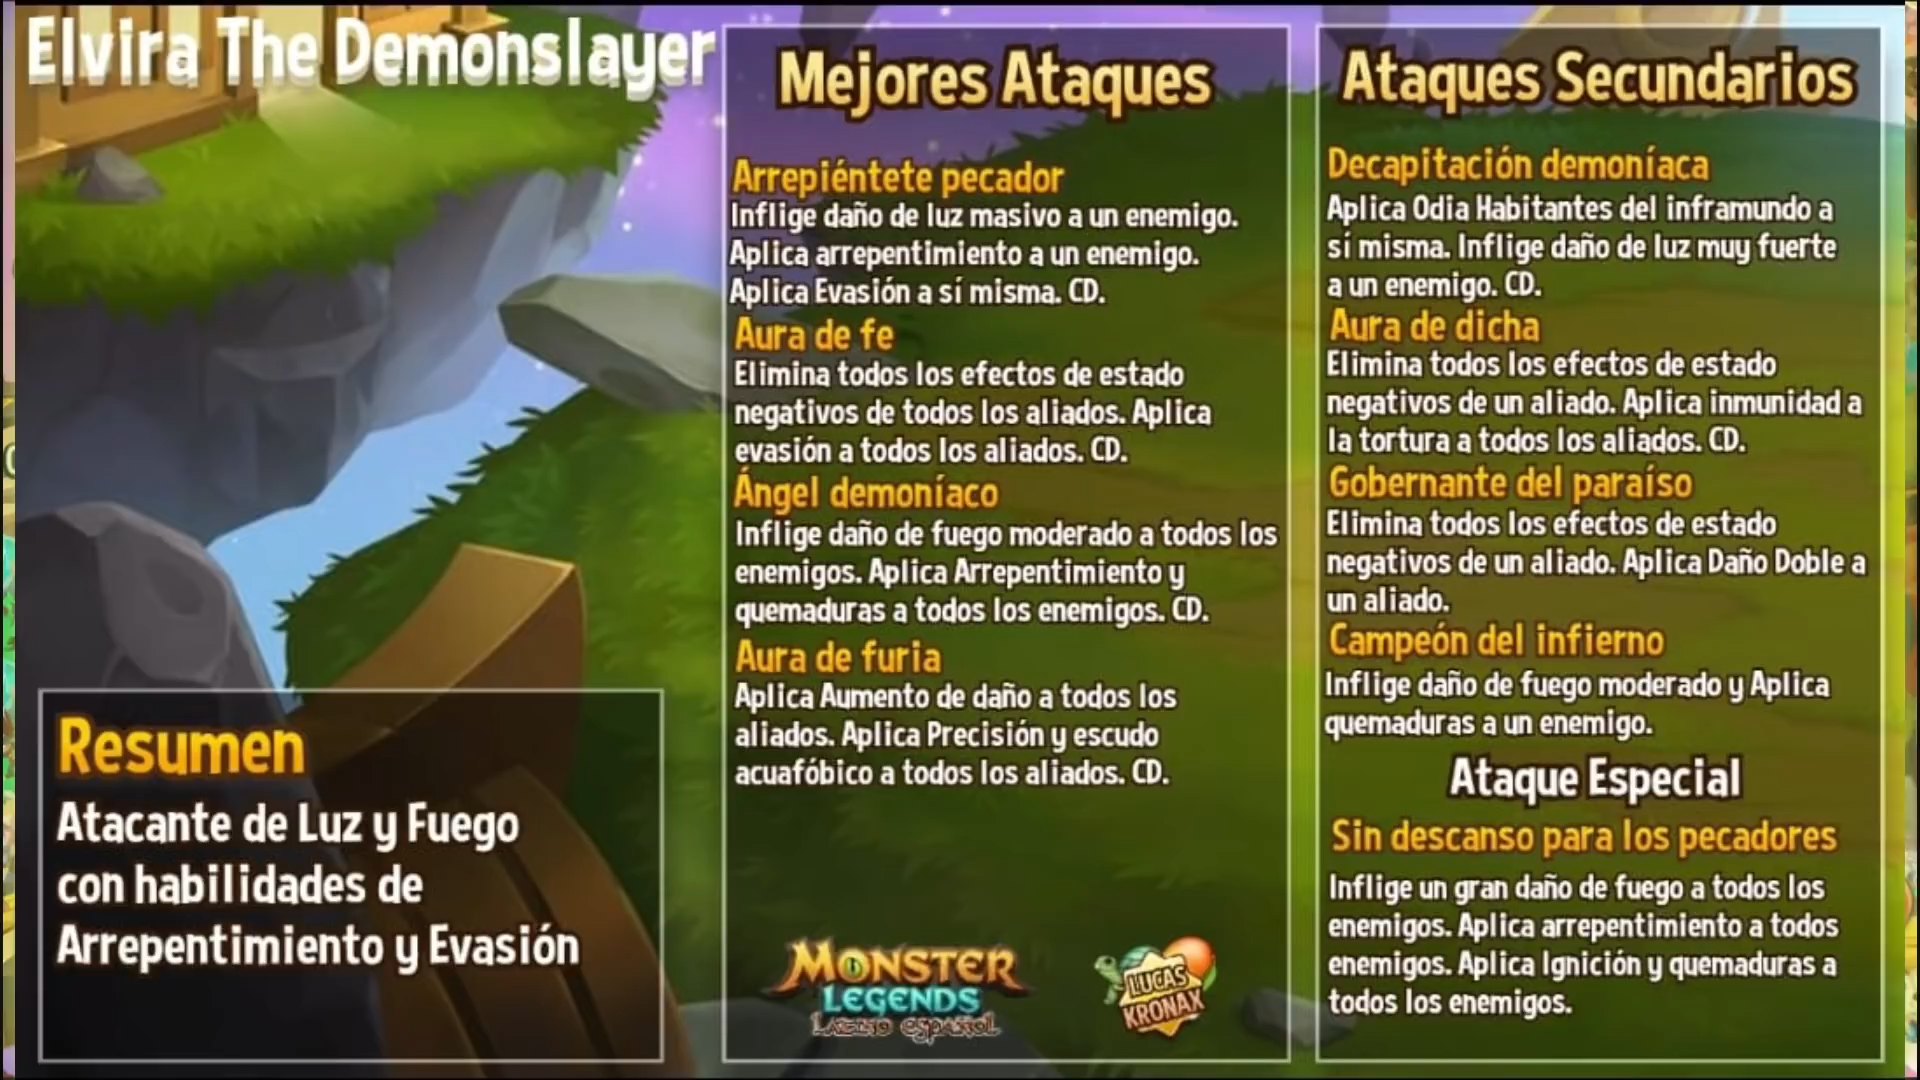 Elvira The Demonslayer
Resumen
Atacante de Luz y Fuego
con habilidades de
Arrepentimiento y Evasión
Mejores Ataques
Arrepiéntete pecador
Inflige daño de luz masivo a un enemigo.
Aplica arrepentimiento a un enemigo.
Aplica Evasión a sí misma. CD.
Aura de fe
Elimina todos los efectos de estado
negativos de todos los aliados. Aplica
evasión a todos los aliados. CD.
Ángel demoníaco
Inflige daño de fuego moderado a todos los
enemigos. Aplica Arrepentimiento y
quemaduras a todos los enemigos. CD.
Aura de furia
Aplica Aumento de daño a todos los
aliados. Aplica Precisión y escudo
acuafóbico a todos los aliados. CD.
MONSTER
LEGENDS
Latino español
LUCAS
KRONAX
Ataques Secundarios
Decapitación demoníaca
Aplica Odia Habitantes del inframundo a
sí misma. Inflige daño de luz muy fuerte
a un enemigo. CD.
Aura de dicha
Elimina todos los efectos de estado
negativos de un aliado. Aplica inmunidad a
la tortura a todos los aliados. CD.
Gobernante del paraíso
Elimina todos los efectos de estado
negativos de un aliado. Aplica Daño Doble a
un aliado.
Campeón del infierno
Inflige daño de fuego moderado y Aplica
quemaduras a un enemigo.
Ataque Especial
Sin descanso para los pecadores
Inflige un gran daño de fuego a todos los
enemigos. Aplica arrepentimiento a todos
enemigos. Aplica Ignición y quemaduras a
todos los enemigos.